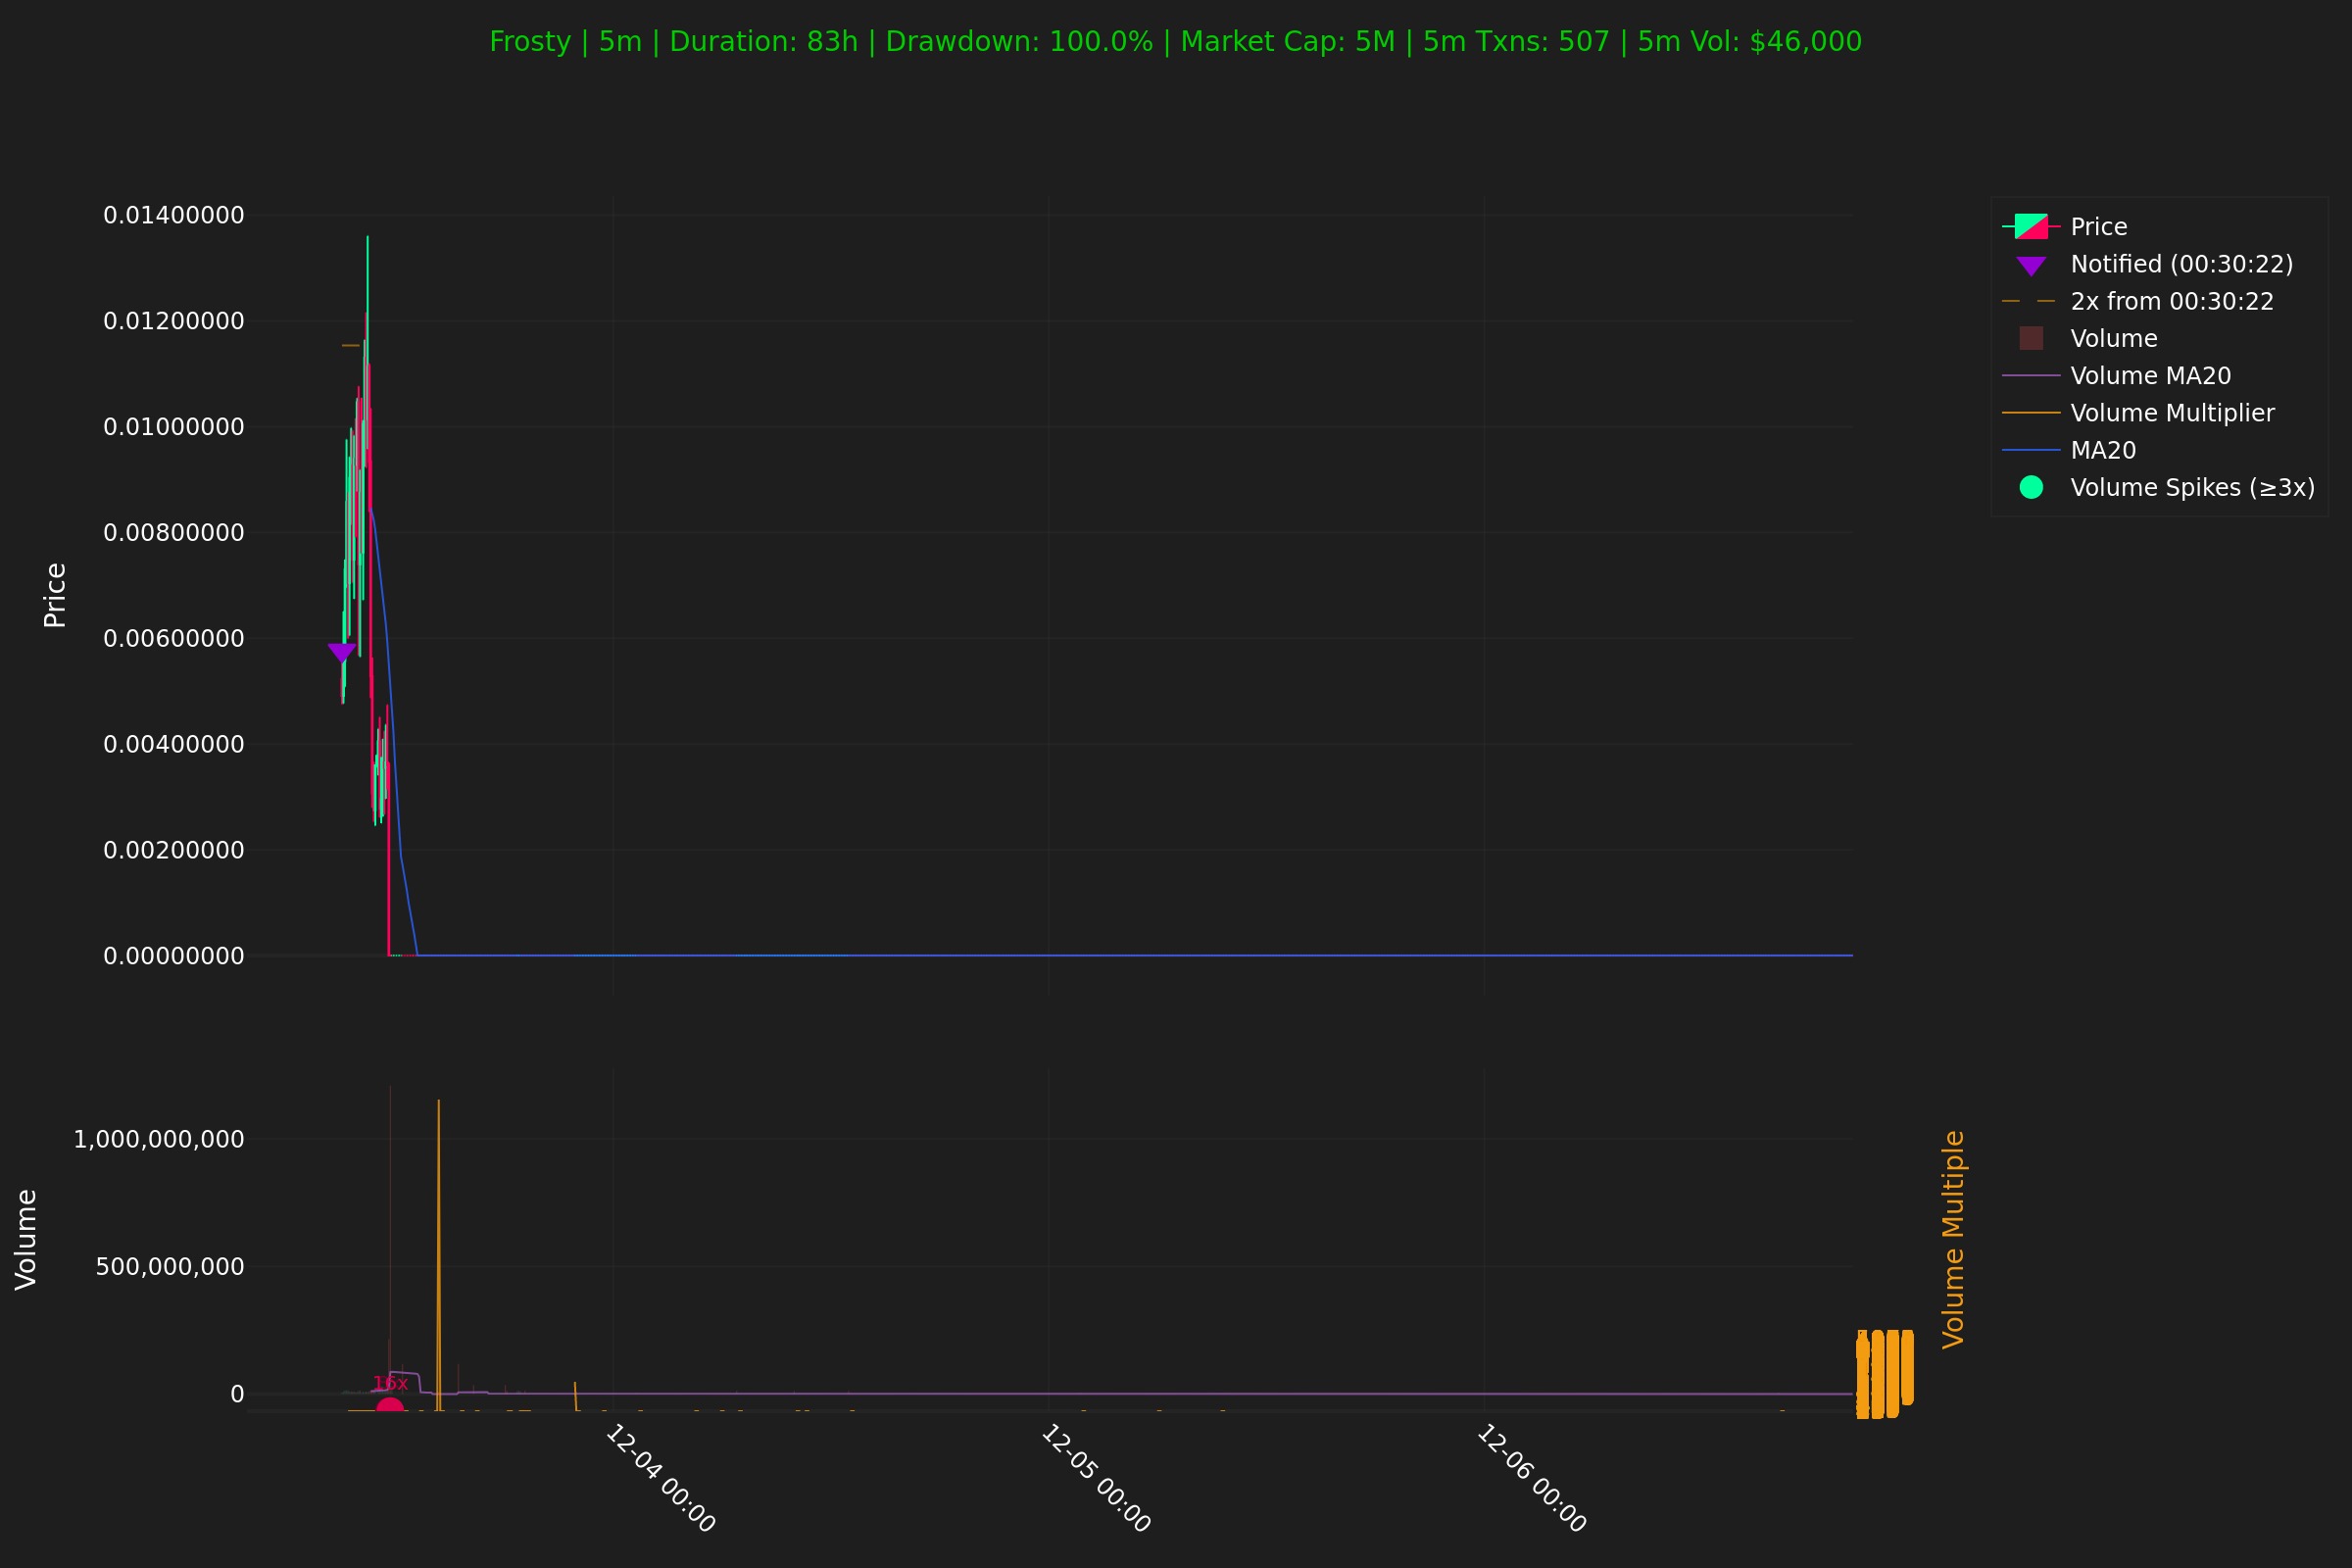 Frosty | 5m | Duration: 83h | Drawdown: 100.0% | Market Cap: 5M | 5m Txns: 507 | 5m Vol: $46,000
0.01400000
0.01200000
0.01000000
0.00800000
0.00600000
0.00400000
0.00200000
0.00000000
Price
Price
Notified (00:30:22)
2x from 00:30:22
Volume
Volume MA20
Volume Multiplier
MA20
Volume Spikes (≥3x)
1,000,000,000
500,000,000
0
Volume
16x
Volume Multiple
12-04 00:00
12-05 00:00
12-06 00:00